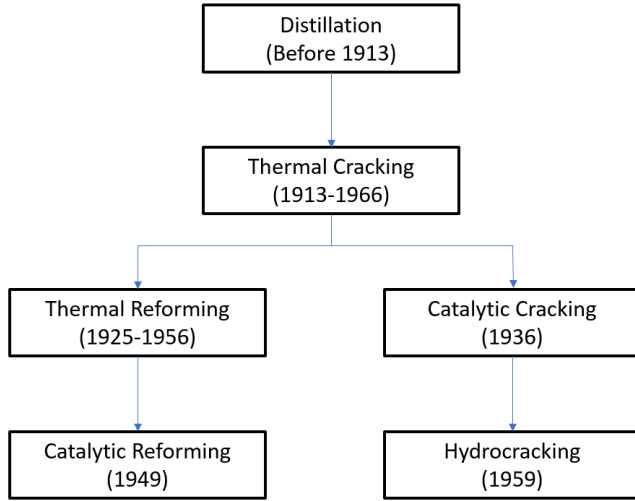 Distillation
(Before 1913)
Thermal Cracking
(1913-1966)
Thermal Reforming
(1925-1956)
Catalytic Cracking
(1936)
Catalytic Reforming
(1949)
Hydrocracking
(1959)